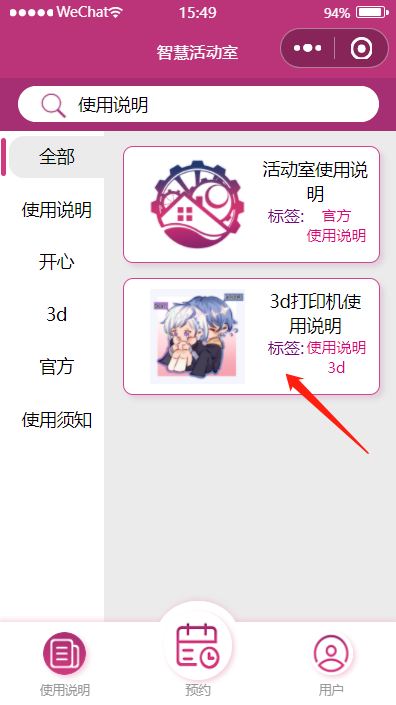 WeChat 15:49 94%
智慧活动室
使用说明
全部
使用说明
开心
3d
官方
使用须知
活动室使用说
明
标签: 官方
使用说明
3d打印机使
用说明
标签: 使用说明
3d
使用说明 预约 用户